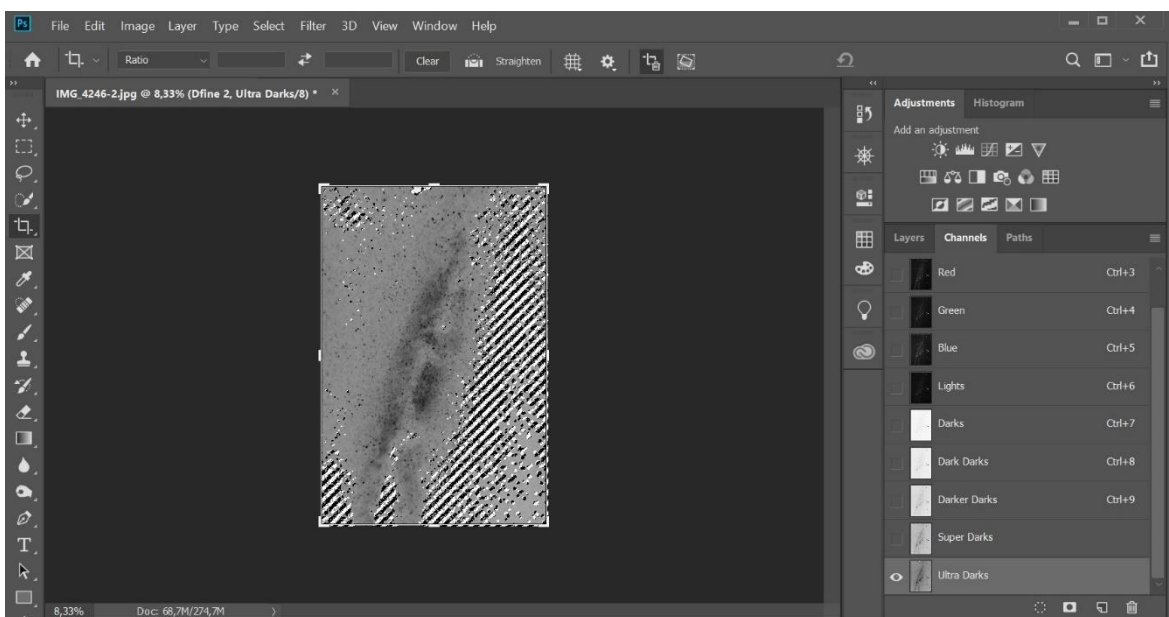 Ps File Edit Image Layer Type Select Filter 3D View Window Help
Ratio Clear Straighten
IMG_4246-2.jpg @ 8,33% (Dfine 2, Ultra Darks/8) * ×
Adjustments Histogram
Add an adjustment
Layers Channels Paths
Red Ctrl+3
Green Ctrl+4
Blue Ctrl+5
Lights Ctrl+6
Darks Ctrl+7
Dark Darks Ctrl+8
Darker Darks Ctrl+9
Super Darks
Ultra Darks
8,33% Doc: 68,7M/274,7M